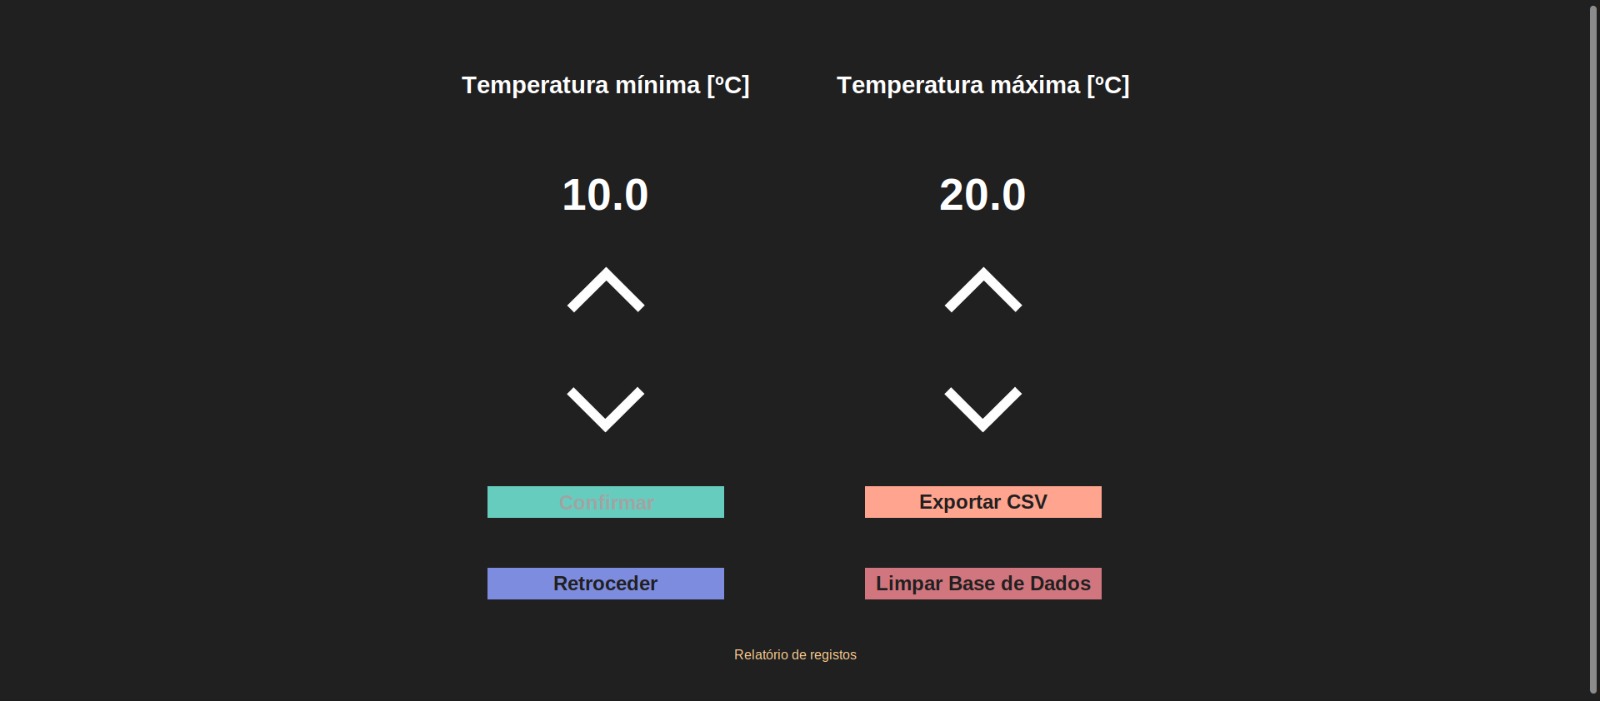 Temperatura mínima [ºC]
Temperatura máxima [ºC]
10.0
20.0
Confirmar
Exportar CSV
Retroceder
Limpar Base de Dados
Relatório de registos